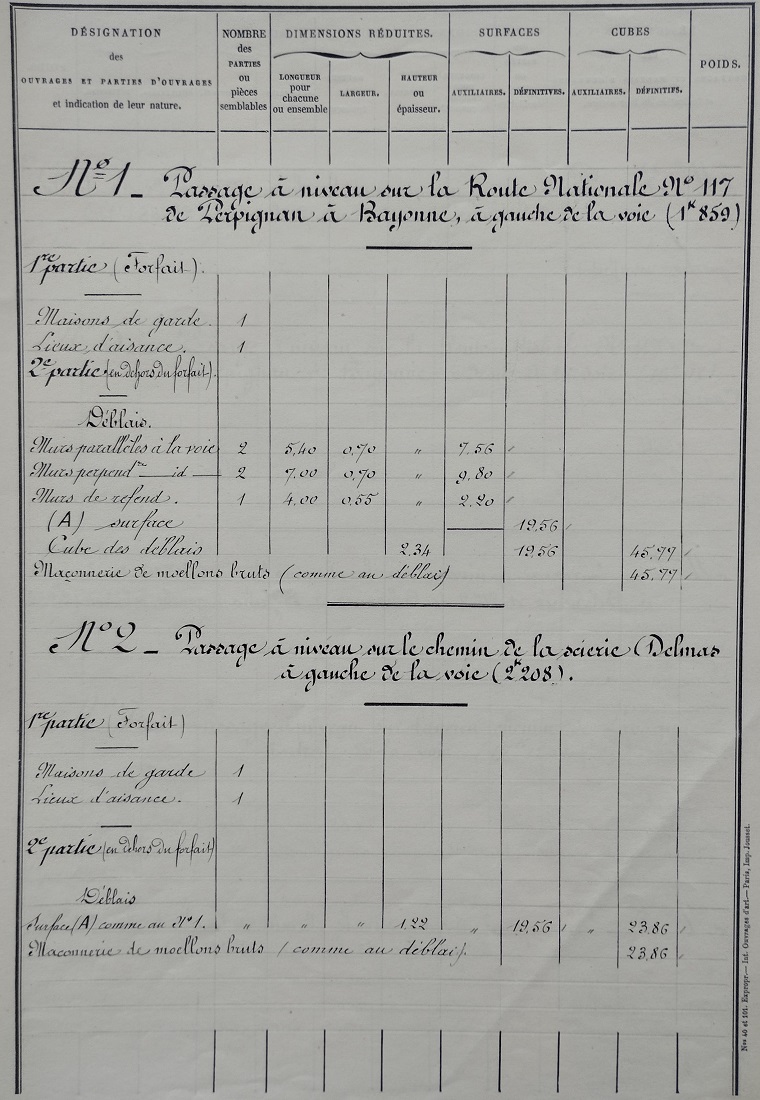 DÉSIGNATION
des
OUVRAGES ET PARTIES D'OUVRAGES
et indication de leur nature.
NOMBRE
des
PARTIES
ou
pièces
semblables
DIMENSIONS RÉDUITES.
LONGUEUR
pour
chacune
ou ensemble
LARGEUR.
HAUTEUR
ou
épaisseur.
SURFACES
AUXILIAIRES.
DÉFINITIVES.
CUBES
AUXILIAIRES.
DÉFINITIFS.
POIDS.
No 1 _ Passage à niveau sur la Route Nationale No 117
de Perpignan à Bayonne, à gauche de la voie (1k 859)
1re partie (Forfait).
Maisons de garde. 1
Lieux d'aisance. 1
2e partie (en dehors du forfait).
Déblais.
Murs parallèles à la voie 2 5,40 0,70 " 7,56
Murs perpendres __ id __ 2 7,00 0,70 " 9,80
Murs de refend. 1 4,00 0,55 " 2,20
(A) surface 19,56
Cube des déblais 2,34 19,56 45,77
Maçonnerie de moellons bruts (comme au déblai) 45,77
No 2 _ Passage à niveau sur le chemin de la scierie (Delmas
à gauche de la voie (2k 208).
1re partie (Forfait)
Maisons de garde 1
Lieux d'aisance. 1
2e partie (en dehors du forfait)
Déblais
Surface (A) comme au No 1. " " " 1,22 " 19,56 " 23,86
Maçonnerie de moellons bruts (comme au déblai). 23,86
Nos 40 et 101. Expropr.— Inf. Ouvrages d'art.— Paris, Imp. Jousset.